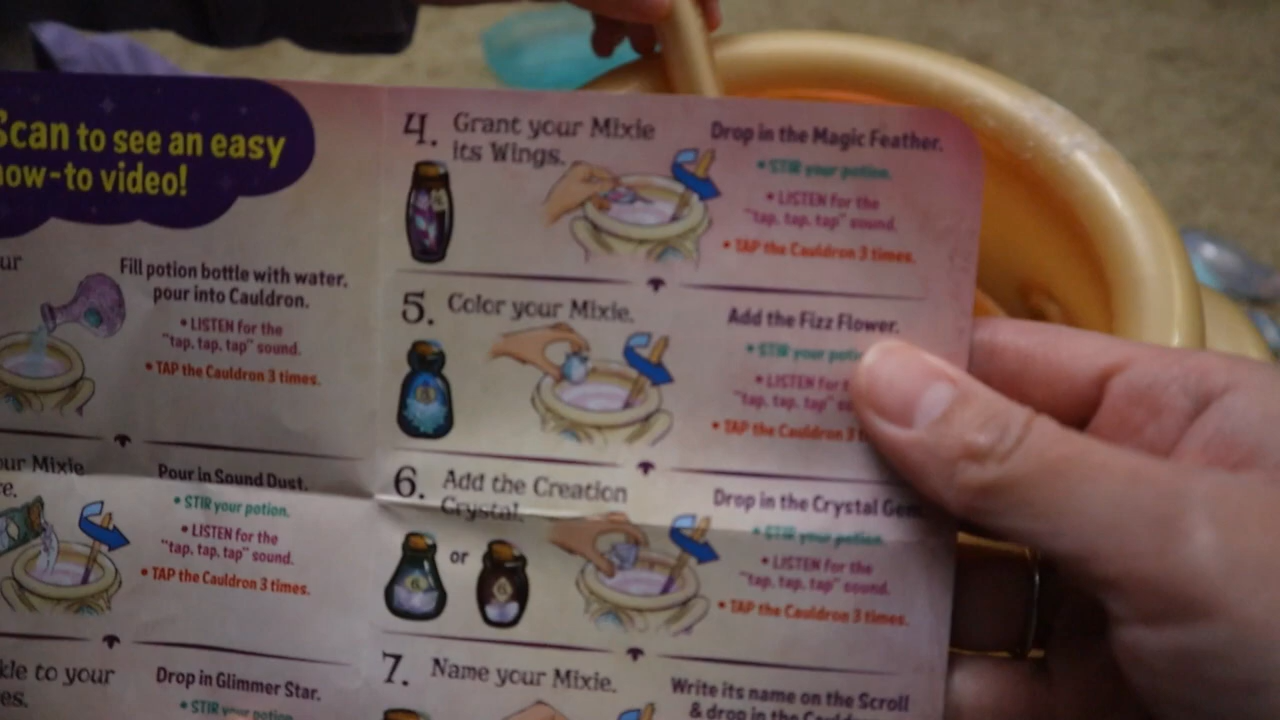 Scan to see an easy
how-to video!
Fill potion bottle with water,
pour into Cauldron.
• LISTEN for the
"tap, tap, tap" sound.
• TAP the Cauldron 3 times.
Mixie
Pour in Sound Dust.
• STIR your potion.
• LISTEN for the
"tap, tap, tap" sound.
• TAP the Cauldron 3 times.
to your
Drop in Glimmer Star.
• STIR your potion
4. Grant your Mixie
its Wings.
Drop in the Magic Feather.
• STIR your potion.
• LISTEN for the
"tap, tap, tap" sound.
• TAP the Cauldron 3 times.
5. Color your Mixie.
Add the Fizz Flower.
• STIR your
• LISTEN for
"tap, tap, tap"
• TAP the Cauldron 3
6. Add the Creation
Crystal.
or
Drop in the Crystal
• STIR your potion.
• LISTEN for the
"tap, tap, tap" sound.
• TAP the Cauldron 3 times.
7. Name your Mixie.
Write its name on the Scroll
& drop in the